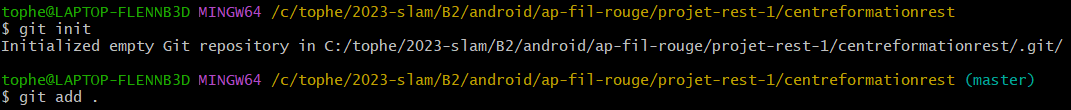 tophe@LAPTOP-FLENNB3D MINGW64 /c/tophe/2023-slam/B2/android/ap-fil-rouge/projet-rest-1/centreformationrest
$ git init
Initialized empty Git repository in C:/tophe/2023-slam/B2/android/ap-fil-rouge/projet-rest-1/centreformationrest/.git/
tophe@LAPTOP-FLENNB3D MINGW64 /c/tophe/2023-slam/B2/android/ap-fil-rouge/projet-rest-1/centreformationrest (master)
$ git add .